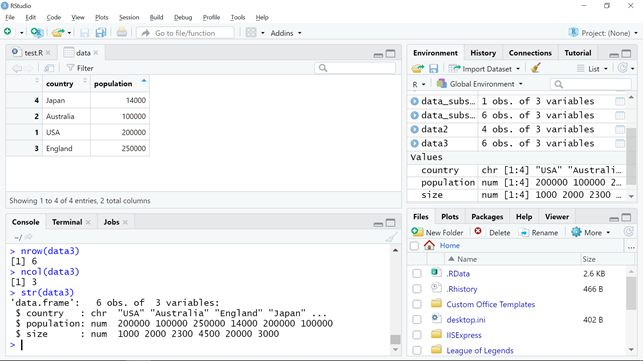 RStudio
File Edit Code View Plots Session Build Debug Profile Tools Help
Go to file/function
Addins
Project: (None)
test.R data
Filter
country population
4 Japan 14000
2 Australia 100000
1 USA 200000
3 England 250000
Showing 1 to 4 of 4 entries, 2 total columns
Console Terminal Jobs
~/
> nrow(data3)
[1] 6
> ncol(data3)
[1] 3
> str(data3)
'data.frame': 6 obs. of 3 variables:
$ country : chr "USA" "Australia" "England" "Japan" ...
$ population: num 200000 100000 250000 14000 200000 100000
$ size : num 1000 2000 2300 4500 20000 3000
>
Environment History Connections Tutorial
Import Dataset List
R Global Environment
data_subs... 1 obs. of 3 variables
data_subs... 6 obs. of 3 variables
data2 4 obs. of 3 variables
data3 6 obs. of 3 variables
Values
country chr [1:4] "USA" "Australi...
population num [1:4] 200000 100000 2...
size num [1:4] 1000 2000 2300 ...
Files Plots Packages Help Viewer
New Folder Delete Rename More
Home ...
Name Size
.RData 2.6 KB
.Rhistory 466 B
Custom Office Templates
desktop.ini 402 B
IISExpress
League of Legends